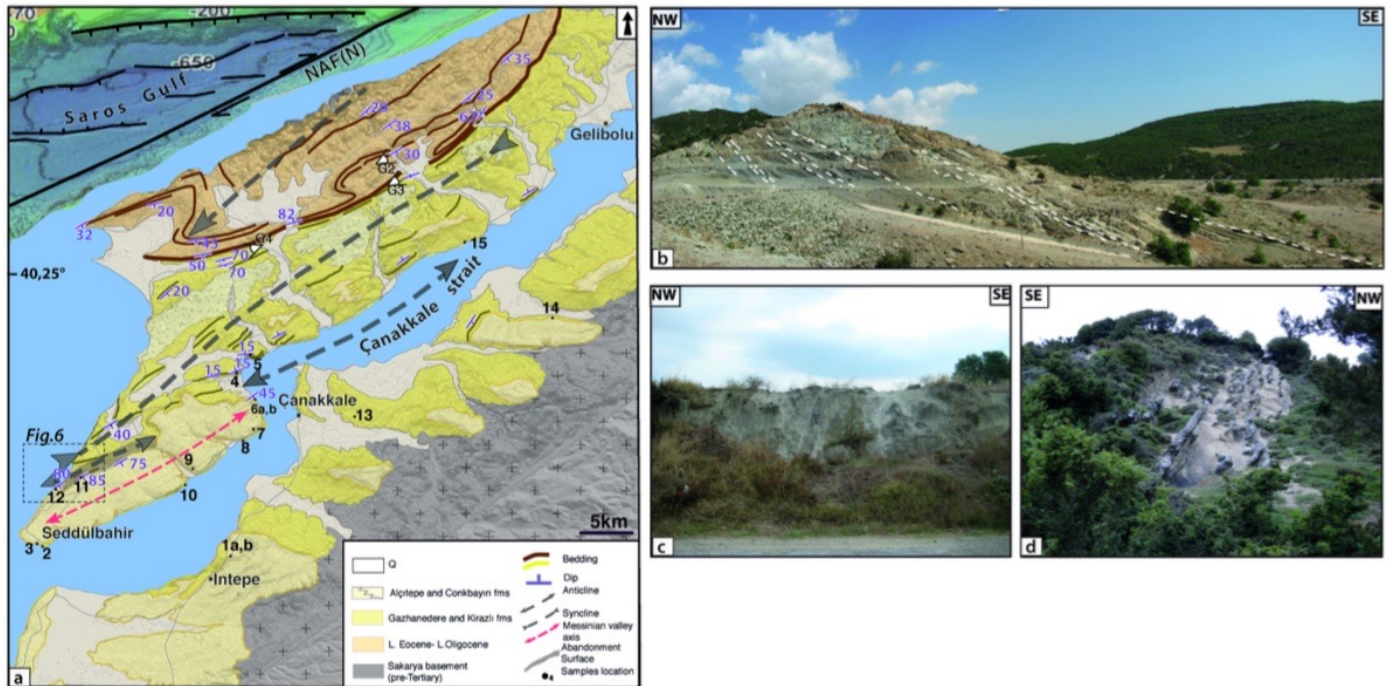 70
-200
-650
NAF(N)
Saros Gulf
35
25
20
38
67
Gelibolu
30
G2
G3
20
82
32
45
G4
70
50
70
15
40,25°
20
Çanakkale strait
14
15
15
5
15
4
45
Çanakkale
6a,b
13
7
40
8
Fig.6
75
9
80
11
85
10
12
Seddülbahir
5km
3
2
1a,b
Intepe
Q
Alçıtepe and Conkbayırı fms
Gazhanedere and Kirazlı fms
L. Eocene- L.Oligocene
Sakarya basement
(pre-Tertiary)
Bedding
Dip
Anticline
Syncline
Messinian valley
axis
Abandonment
Surface
4
Samples location
a
NW
SE
b
NW
SE
c
SE
NW
d